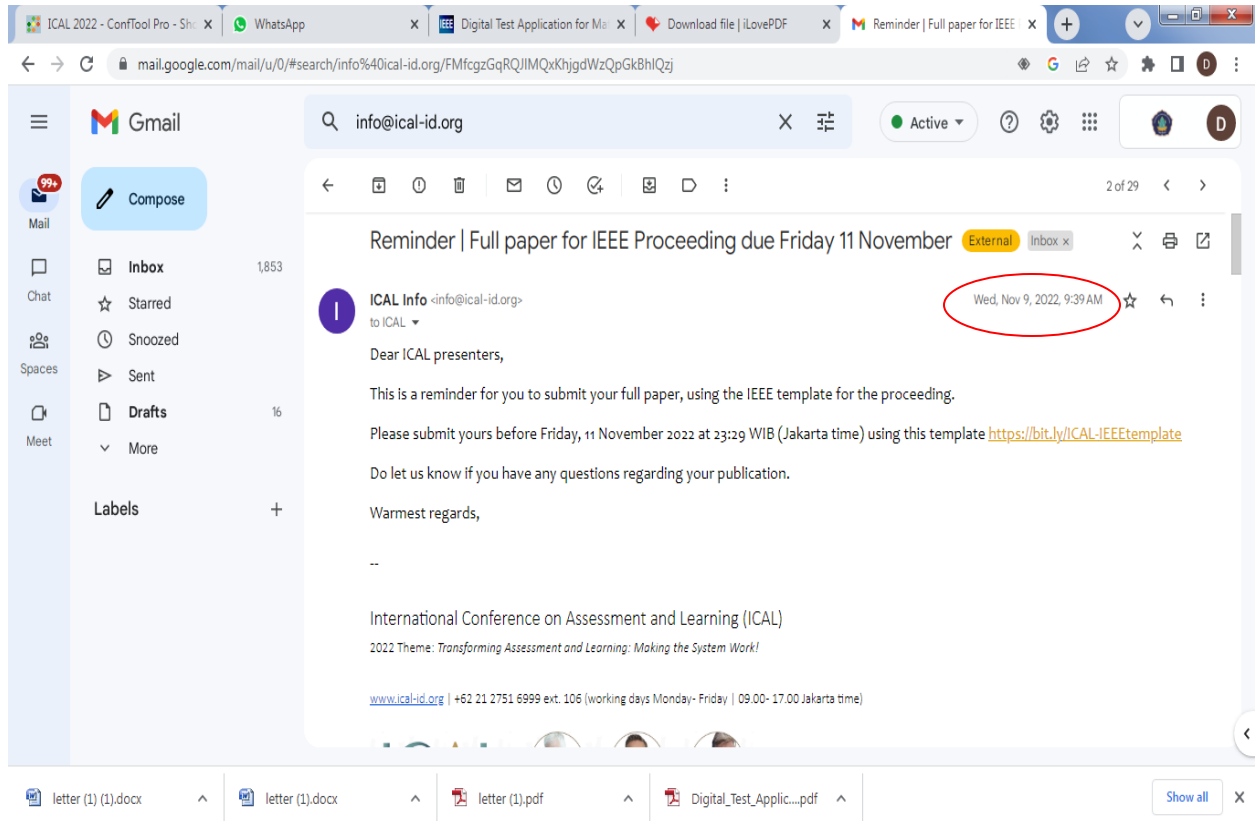 ICAL 2022 - ConfTool Pro - Sh
WhatsApp
IEEE Digital Test Application for Ma
Download file | iLovePDF
Reminder | Full paper for IEEE
mail.google.com/mail/u/0/#search/info%40ical-id.org/FMfcgzGqRQJIMQxKhjgdWzQpGkBhlQzj
G
D
Gmail
info@ical-id.org
Active
D
99+
Mail
Chat
Spaces
Meet
Compose
Inbox 1,853
Starred
Snoozed
Sent
Drafts 16
More
Labels +
2 of 29
Reminder | Full paper for IEEE Proceeding due Friday 11 November External Inbox x
I
ICAL Info <info@ical-id.org> Wed, Nov 9, 2022, 9:39 AM
to ICAL
Dear ICAL presenters,
This is a reminder for you to submit your full paper, using the IEEE template for the proceeding.
Please submit yours before Friday, 11 November 2022 at 23:29 WIB (Jakarta time) using this template https://bit.ly/ICAL-IEEEtemplate
Do let us know if you have any questions regarding your publication.
Warmest regards,
--
International Conference on Assessment and Learning (ICAL)
2022 Theme: Transforming Assessment and Learning: Making the System Work!
www.ical-id.org | +62 21 2751 6999 ext. 106 (working days Monday- Friday | 09.00- 17.00 Jakarta time)
letter (1) (1).docx
letter (1).docx
letter (1).pdf
Digital_Test_Applic....pdf
Show all X